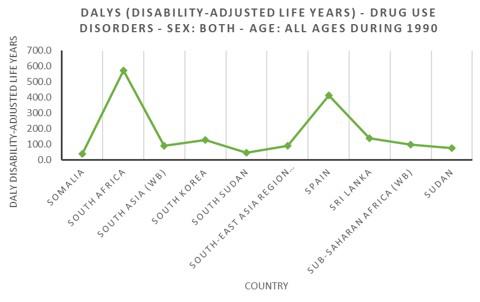 DALYS (DISABILITY-ADJUSTED LIFE YEARS) - DRUG USE
DISORDERS - SEX: BOTH - AGE: ALL AGES DURING 1990
DALY DISABILITY-ADJUSTED LIFE YEARS
700.0
600.0
500.0
400.0
300.0
200.0
100.0
0.0
SOMALIA
SOUTH AFRICA
SOUTH ASIA (WB)
SOUTH KOREA
SOUTH SUDAN
SOUTH-EAST ASIA REGION...
SPAIN
SRI LANKA
SUB-SAHARAN AFRICA (WB)
SUDAN
COUNTRY